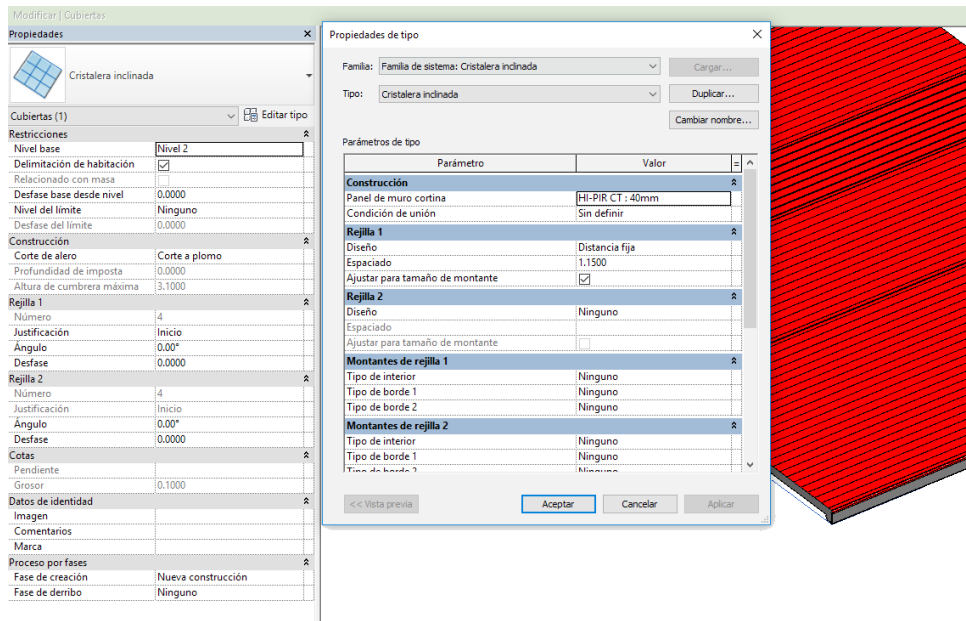 Modificar | Cubiertas
Propiedades
Cristalera inclinada
Cubiertas (1)
Editar tipo
Restricciones
Nivel base Nivel 2
Delimitación de habitación
Relacionado con masa
Desfase base desde nivel 0.0000
Nivel del límite Ninguno
Desfase del límite 0.0000
Construcción
Corte de alero Corte a plomo
Profundidad de imposta 0.0000
Altura de cumbrera máxima 3.1000
Rejilla 1
Número 4
Justificación Inicio
Ángulo 0.00°
Desfase 0.0000
Rejilla 2
Número 4
Justificación Inicio
Ángulo 0.00°
Desfase 0.0000
Cotas
Pendiente
Grosor 0.1000
Datos de identidad
Imagen
Comentarios
Marca
Proceso por fases
Fase de creación Nueva construcción
Fase de derribo Ninguno
Propiedades de tipo
Familia: Familia de sistema: Cristalera inclinada Cargar...
Tipo: Cristalera inclinada Duplicar...
Cambiar nombre...
Parámetros de tipo
Parámetro Valor =
Construcción
Panel de muro cortina HI-PIR CT : 40mm
Condición de unión Sin definir
Rejilla 1
Diseño Distancia fija
Espaciado 1.1500
Ajustar para tamaño de montante
Rejilla 2
Diseño Ninguno
Espaciado
Ajustar para tamaño de montante
Montantes de rejilla 1
Tipo de interior Ninguno
Tipo de borde 1 Ninguno
Tipo de borde 2 Ninguno
Montantes de rejilla 2
Tipo de interior Ninguno
Tipo de borde 1 Ninguno
Tipo de borde 2 Ninguno
<< Vista previa Aceptar Cancelar Aplicar